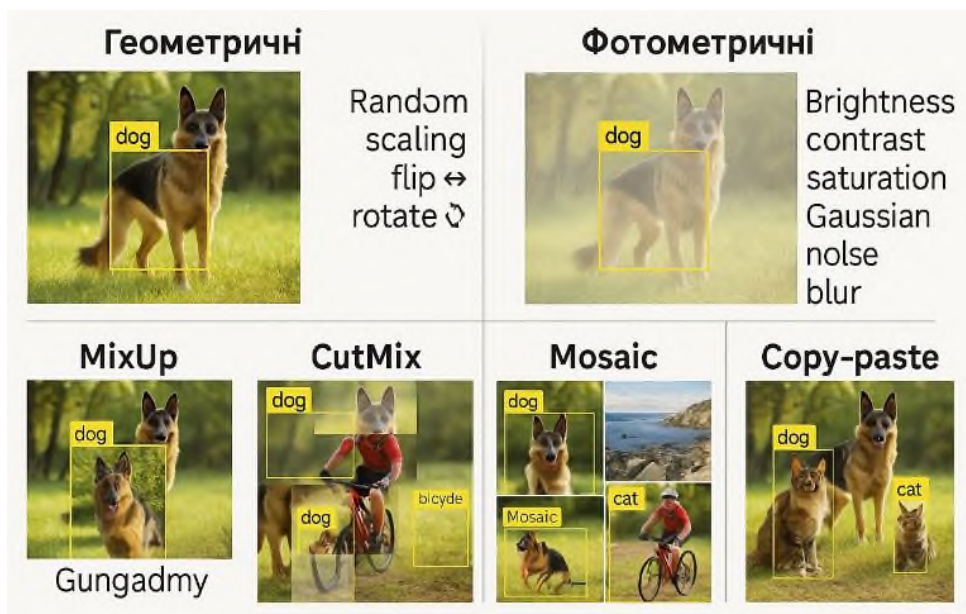 Геометричні
dog
Random
scaling
flip ↔
rotate
Фотометричні
dog
Brightness
contrast
saturation
Gaussian
nolse
blur
MixUp
dog
Gungadmy
CutMix
dog
dog
bicyde
Mosaic
dog
Mosaic
cat
Copy-paste
dog
cat